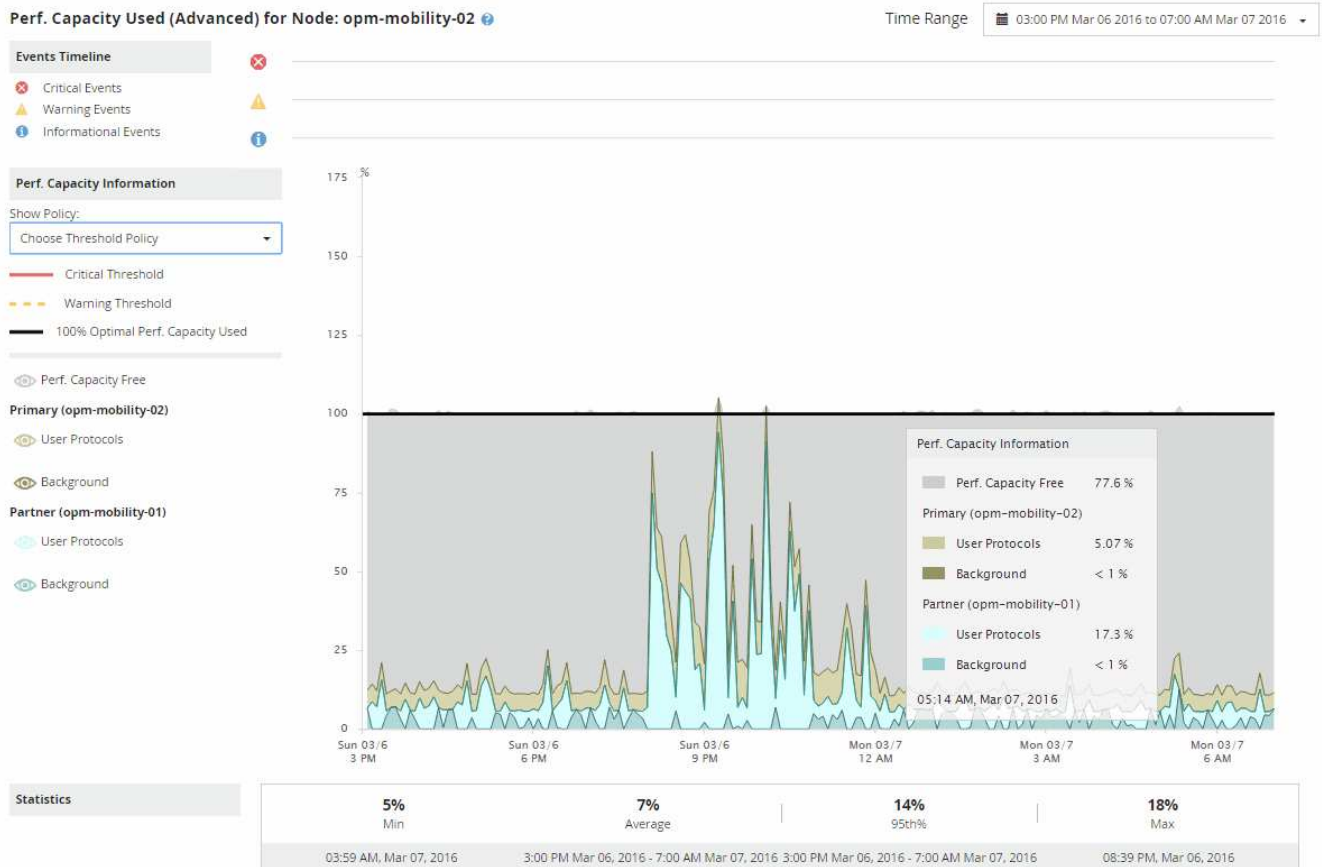 Perf. Capacity Used (Advanced) for Node: opm-mobility-02 ?
Time Range 03:00 PM Mar 06 2016 to 07:00 AM Mar 07 2016
Events Timeline
Critical Events
Warning Events
Informational Events
Perf. Capacity Information
Show Policy:
Choose Threshold Policy
Critical Threshold
Warning Threshold
100% Optimal Perf. Capacity Used
Perf. Capacity Free
Primary (opm-mobility-02)
User Protocols
Background
Partner (opm-mobility-01)
User Protocols
Background
%
175
150
125
100
75
50
25
0
Sun 03/6 3 PM
Sun 03/6 6 PM
Sun 03/6 9 PM
Mon 03/7 12 AM
Mon 03/7 3 AM
Mon 03/7 6 AM
Perf. Capacity Information
Perf. Capacity Free 77.6 %
Primary (opm-mobility-02)
User Protocols 5.07 %
Background < 1 %
Partner (opm-mobility-01)
User Protocols 17.3 %
Background < 1 %
05:14 AM, Mar 07, 2016
Statistics
5% 7% 14% 18%
Min Average 95th% Max
03:59 AM, Mar 07, 2016 3:00 PM Mar 06, 2016 - 7:00 AM Mar 07, 2016 3:00 PM Mar 06, 2016 - 7:00 AM Mar 07, 2016 08:39 PM, Mar 06, 2016